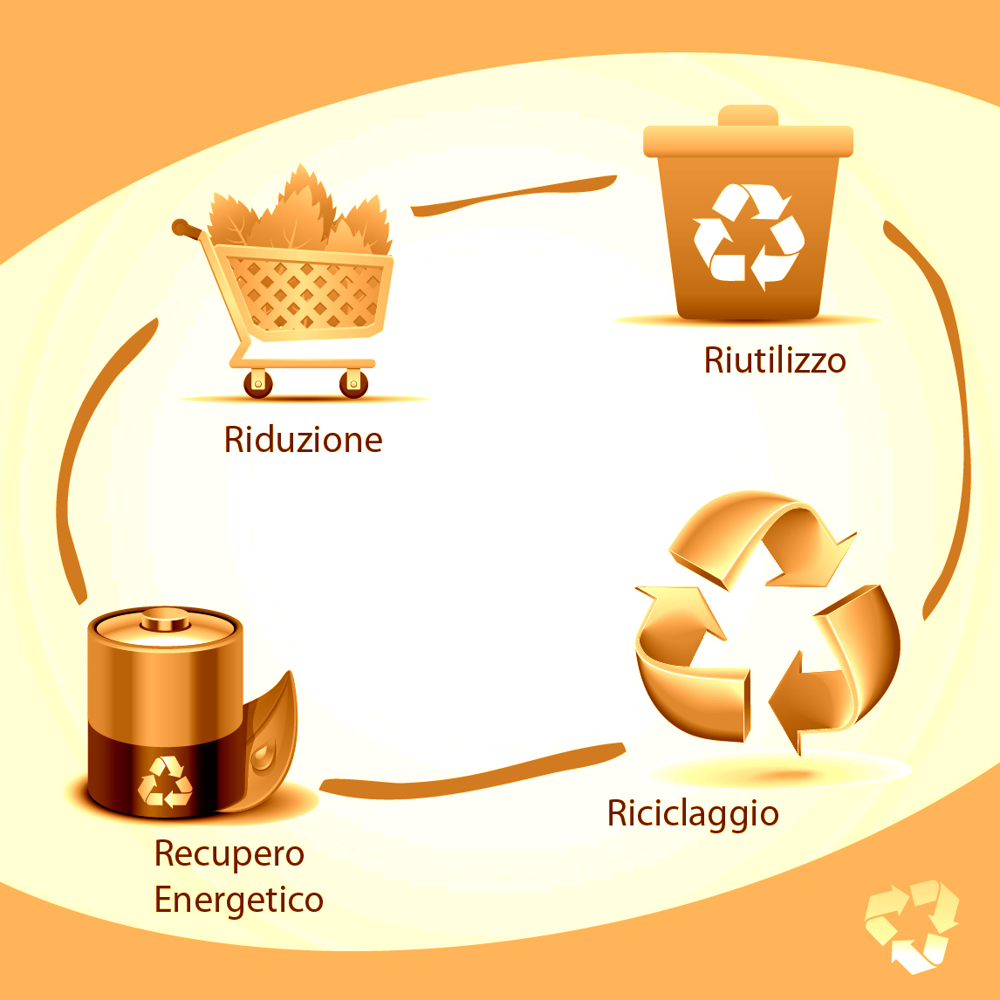 Riutilizzo
Riduzione
Riciclaggio
Recupero
Energetico